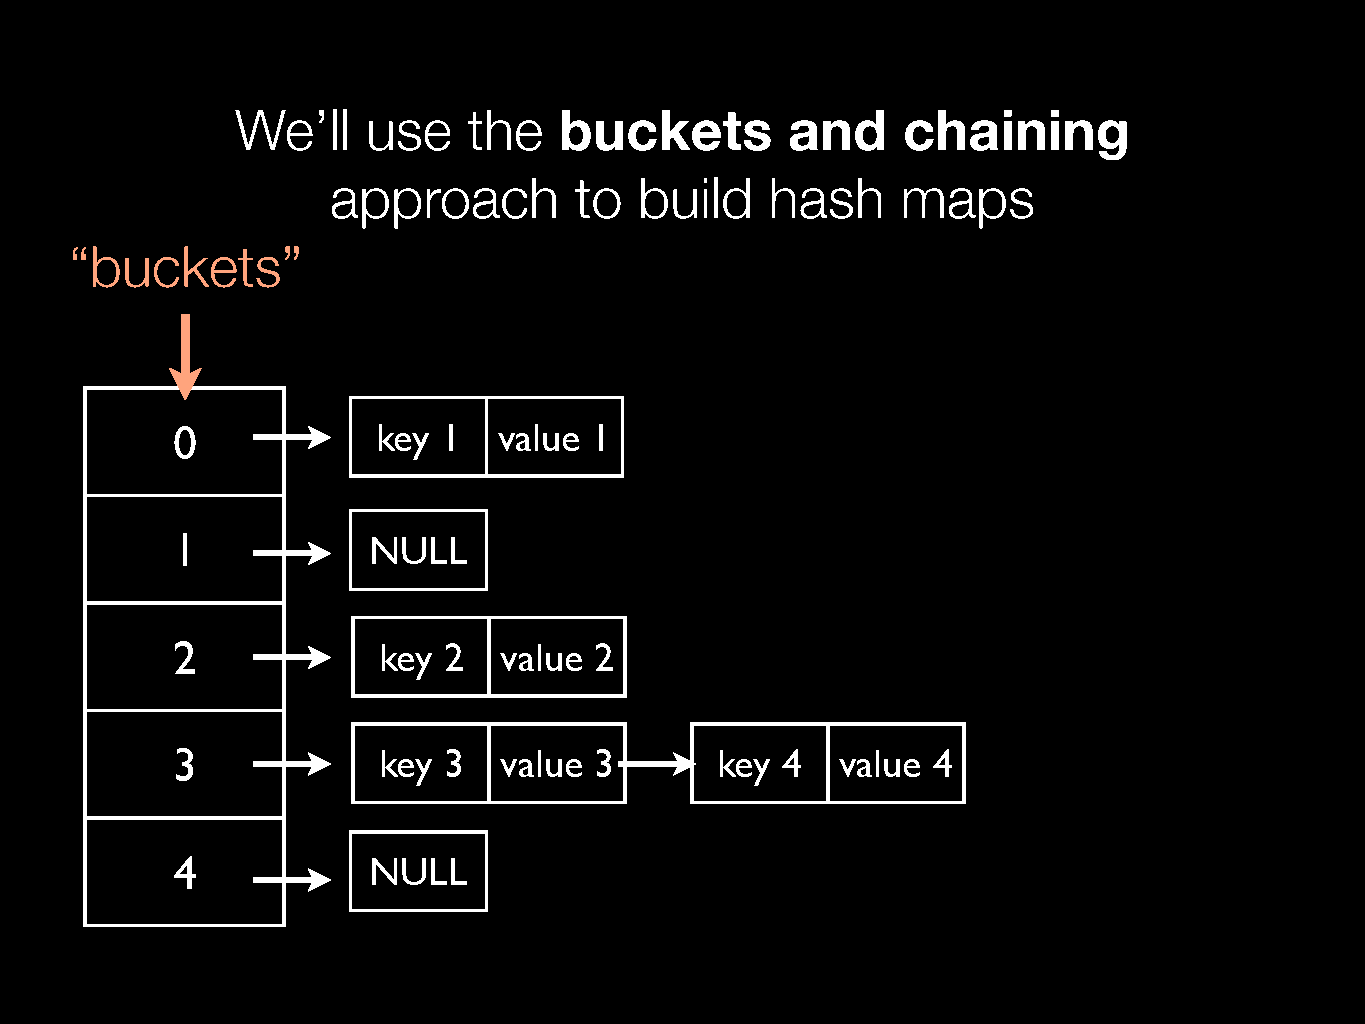 We’ll use the buckets and chaining
approach to build hash maps
“buckets”
0 key 1 value 1
1 NULL
2 key 2 value 2
3 key 3 value 3 key 4 value 4
4 NULL